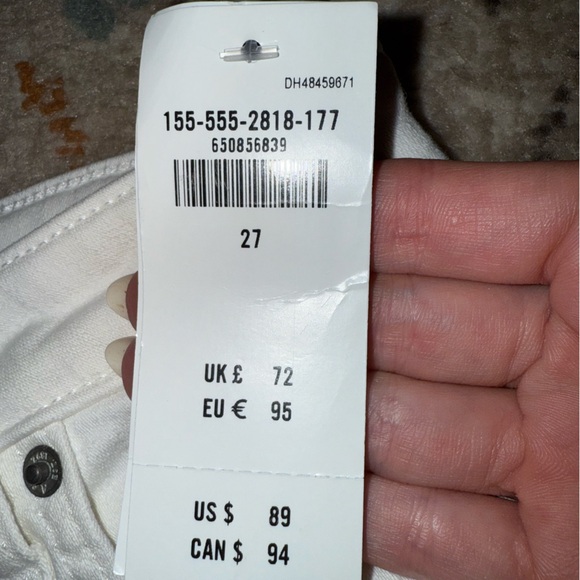 DH48459671
155-555-2818-177
650856839
27
UK £ 72
EU € 95
US $ 89
CAN $ 94